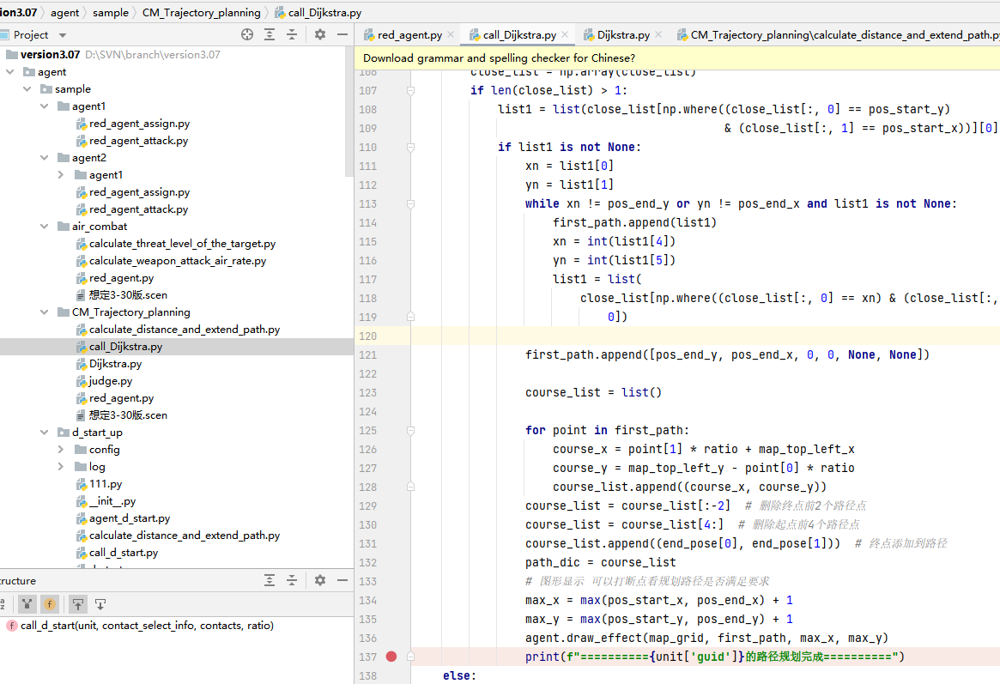 ion3.07 〉 agent 〉 sample 〉 CM_Trajectory_planning 〉 call_Dijkstra.py
Project
red_agent.py × call_Dijkstra.py × Dijkstra.py × CM_Trajectory_planning\calculate_distance_and_extend_path.py
Download grammar and spelling checker for Chinese?
version3.07 D:\SVN\branch\version3.07
agent
sample
agent1
red_agent_assign.py
red_agent_attack.py
agent2
agent1
red_agent_assign.py
red_agent_attack.py
air_combat
calculate_threat_level_of_the_target.py
calculate_weapon_attack_air_rate.py
red_agent.py
想定3-30版.scen
CM_Trajectory_planning
calculate_distance_and_extend_path.py
call_Dijkstra.py
Dijkstra.py
judge.py
red_agent.py
想定3-30版.scen
d_start_up
config
log
111.py
__init__.py
agent_d_start.py
calculate_distance_and_extend_path.py
call_d_start.py
ructure
call_d_start(unit, contact_select_info, contacts, ratio)
106 close_list = np.array(close_list)
107 if len(close_list) > 1:
108 list1 = list(close_list[np.where((close_list[:, 0] == pos_start_y)
109 & (close_list[:, 1] == pos_start_x))][0]
110 if list1 is not None:
111 xn = list1[0]
112 yn = list1[1]
113 while xn != pos_end_y or yn != pos_end_x and list1 is not None:
114 first_path.append(list1)
115 xn = int(list1[4])
116 yn = int(list1[5])
117 list1 = list(
118 close_list[np.where((close_list[:, 0] == xn) & (close_list[:,
119 0])
120
121 first_path.append([pos_end_y, pos_end_x, 0, 0, None, None])
122
123 course_list = list()
124
125 for point in first_path:
126 course_x = point[1] * ratio + map_top_left_x
127 course_y = map_top_left_y - point[0] * ratio
128 course_list.append((course_x, course_y))
129 course_list = course_list[:-2] # 删除终点前2个路径点
130 course_list = course_list[4:] # 删除起点前4个路径点
131 course_list.append((end_pose[0], end_pose[1])) # 终点添加到路径
132 path_dic = course_list
133 # 图形显示 可以打断点看规划路径是否满足要求
134 max_x = max(pos_start_x, pos_end_x) + 1
135 max_y = max(pos_start_y, pos_end_y) + 1
136 agent.draw_effect(map_grid, first_path, max_x, max_y)
137 print(f"=========={unit['guid']}的路径规划完成==========")
138 else: